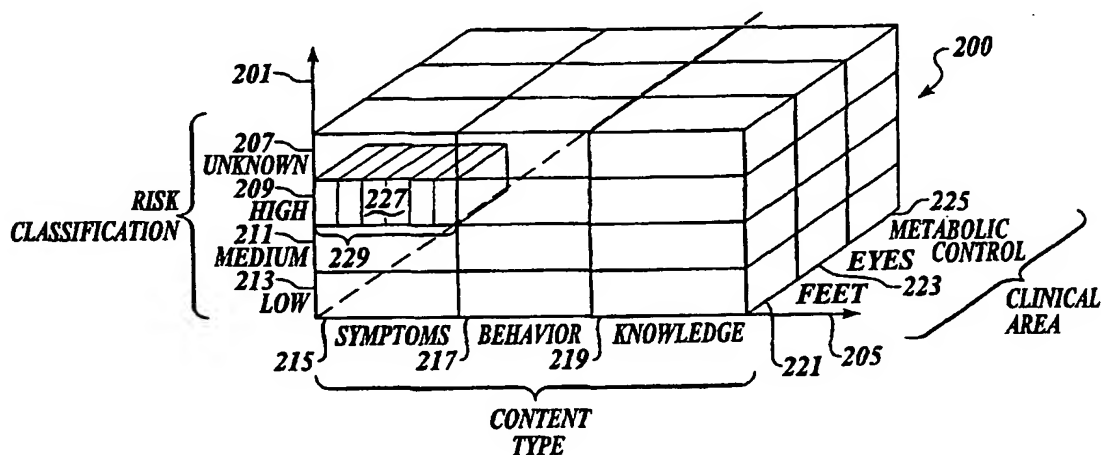 200
201
207
UNKNOWN
209
HIGH
211
MEDIUM
213
LOW
RISK
CLASSIFICATION
227
229
225
METABOLIC
CONTROL
EYES
223
FEET
221
CLINICAL
AREA
205
SYMPTOMS
BEHAVIOR
KNOWLEDGE
215
217
219
CONTENT
TYPE